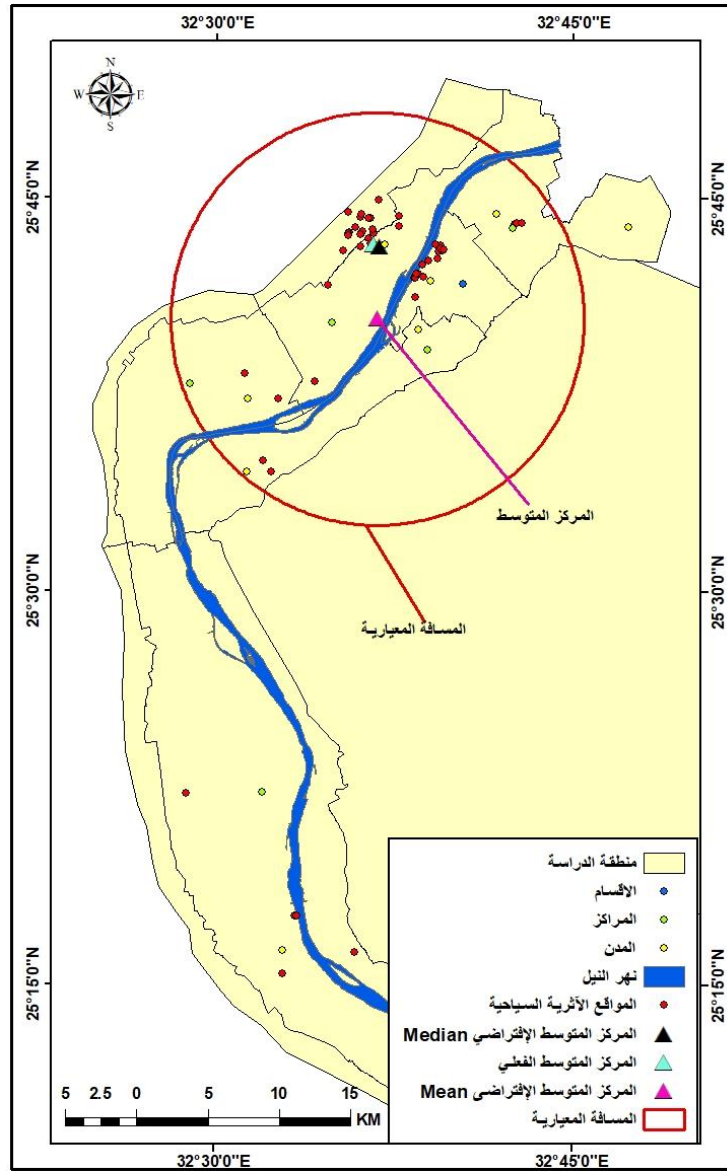 32°30'0"E
32°45'0"E
N
W
E
S
25°45'0"N
25°45'0"N
المركز المتوسط
25°30'0"N
25°30'0"N
المسافة المعيارية
منطقة الدراسة
الاقسام
المراكز
المدن
نهر النيل
المواقع الآثرية السياحية
المركز المتوسط الإفتراضي Median
المركز المتوسط الفعلي
المركز المتوسط الإفتراضي Mean
المسافة المعيارية
25°15'0"N
25°15'0"N
5 2.5 0 5 10 15
KM
32°30'0"E
32°45'0"E